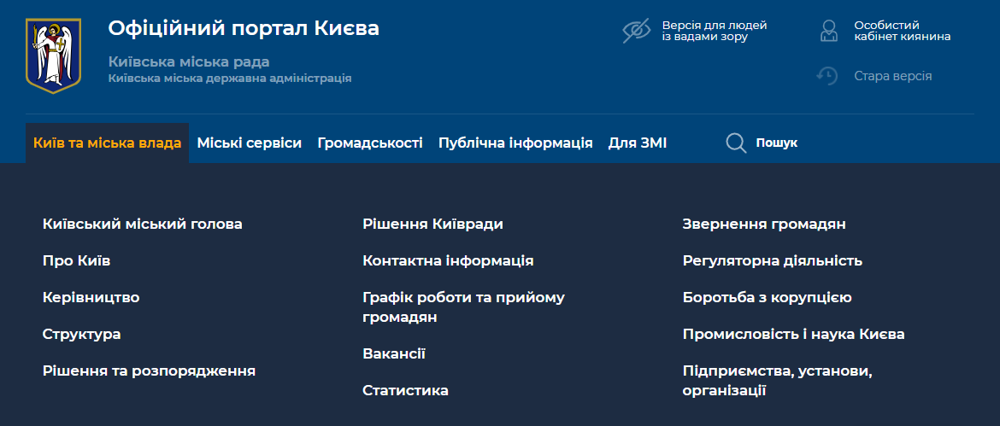 Офіційний портал Києва
Київська міська рада
Київська міська державна адміністрація
Версія для людей
із вадами зору
Особистий
кабінет киянина
Стара версія
Київ та міська влада
Міські сервіси
Громадськості
Публічна інформація
Для ЗМІ
Пошук
Київський міський голова
Про Київ
Керівництво
Структура
Рішення та розпорядження
Рішення Київради
Контактна інформація
Графік роботи та прийому
громадян
Вакансії
Статистика
Звернення громадян
Регуляторна діяльність
Боротьба з корупцією
Промисловість і наука Києва
Підприємства, установи,
організації